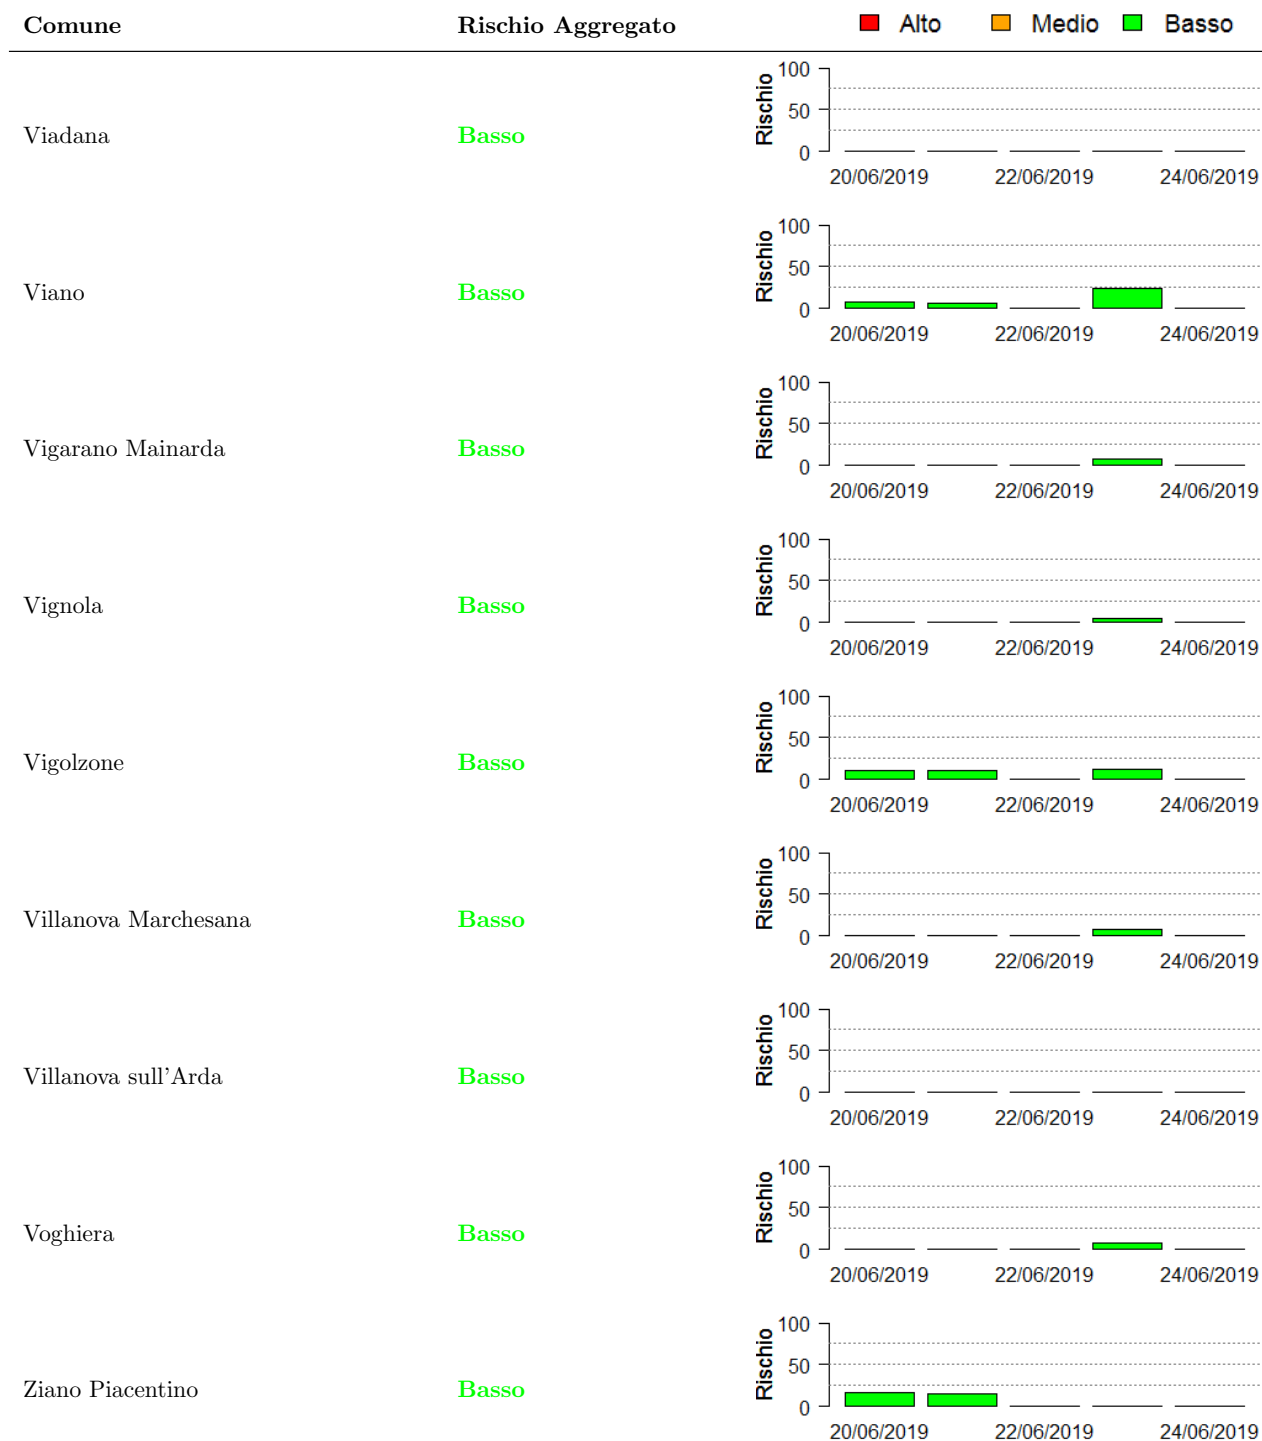 Comune Rischio Aggregato Alto Medio Basso
Viadana Basso Rischio 100 50 0
20/06/2019 22/06/2019 24/06/2019
Viano Basso Rischio 100 50 0
20/06/2019 22/06/2019 24/06/2019
Vigarano Mainarda Basso Rischio 100 50 0
20/06/2019 22/06/2019 24/06/2019
Vignola Basso Rischio 100 50 0
20/06/2019 22/06/2019 24/06/2019
Vigolzone Basso Rischio 100 50 0
20/06/2019 22/06/2019 24/06/2019
Villanova Marchesana Basso Rischio 100 50 0
20/06/2019 22/06/2019 24/06/2019
Villanova sull'Arda Basso Rischio 100 50 0
20/06/2019 22/06/2019 24/06/2019
Voghiera Basso Rischio 100 50 0
20/06/2019 22/06/2019 24/06/2019
Ziano Piacentino Basso Rischio 100 50 0
20/06/2019 22/06/2019 24/06/2019